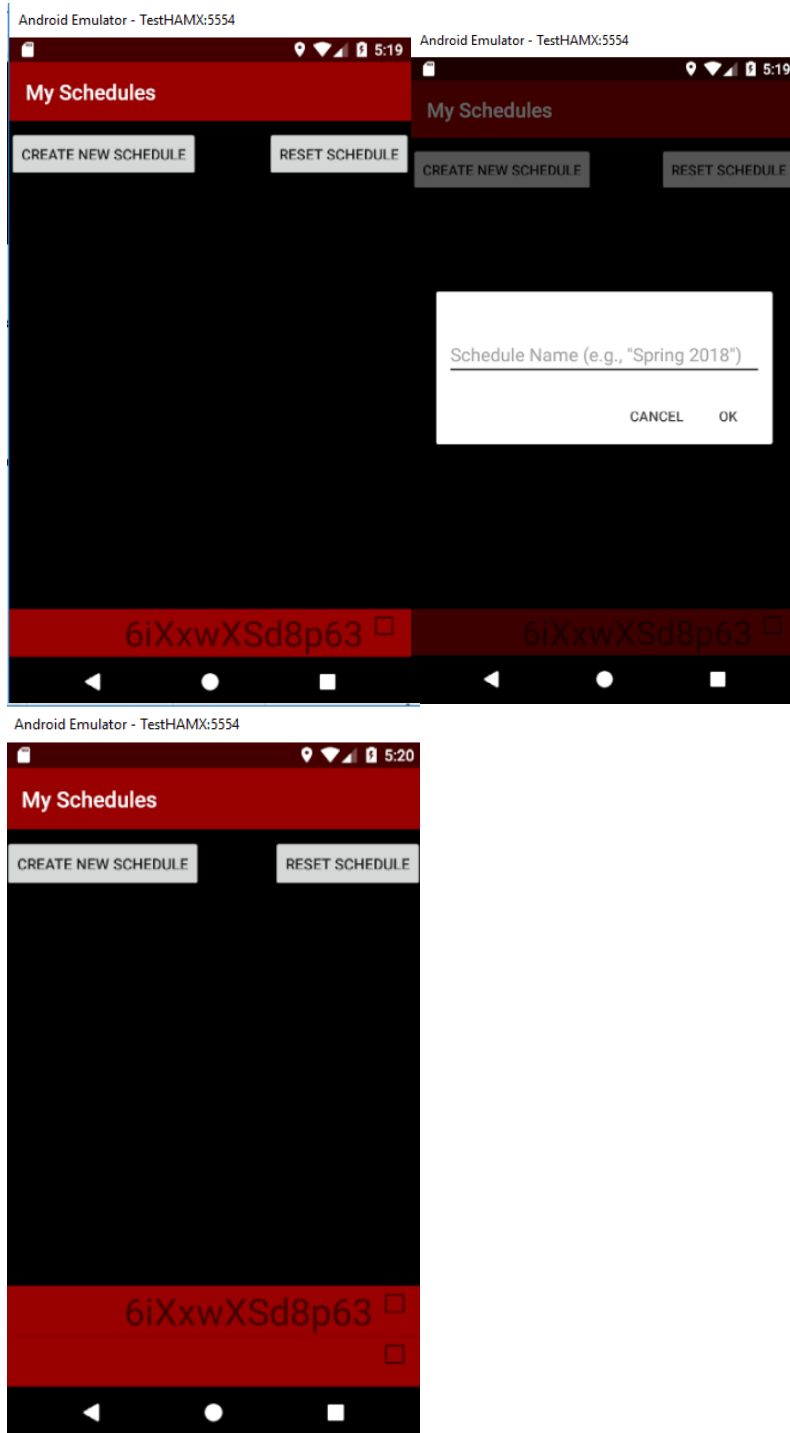 Android Emulator - TestHAMX:5554
5:19
My Schedules
CREATE NEW SCHEDULE RESET SCHEDULE
6iXxwXSd8p63
Android Emulator - TestHAMX:5554
5:19
My Schedules
CREATE NEW SCHEDULE RESET SCHEDULE
Schedule Name (e.g., "Spring 2018")
CANCEL OK
6iXxwXSd8p63
Android Emulator - TestHAMX:5554
5:20
My Schedules
CREATE NEW SCHEDULE RESET SCHEDULE
6iXxwXSd8p63